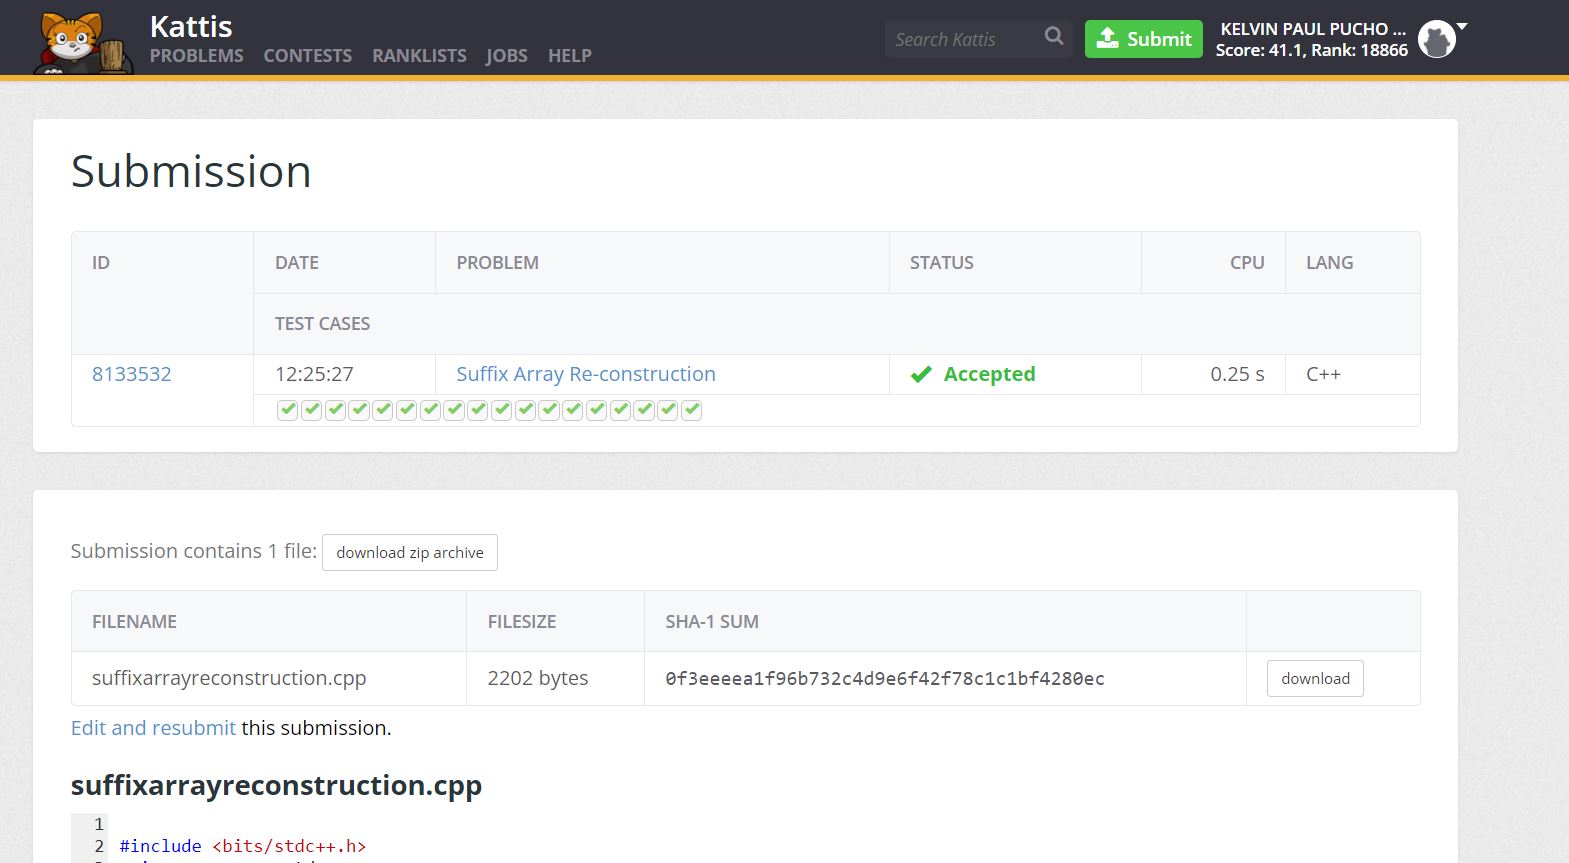 Kattis
PROBLEMS CONTESTS RANKLISTS JOBS HELP
Search Kattis
Submit
KELVIN PAUL PUCHO ...
Score: 41.1, Rank: 18866
Submission
ID DATE PROBLEM STATUS CPU LANG
TEST CASES
8133532 12:25:27 Suffix Array Re-construction Accepted 0.25 s C++
Submission contains 1 file: download zip archive
FILENAME FILESIZE SHA-1 SUM
suffixarrayreconstruction.cpp 2202 bytes 0f3eeeea1f96b732c4d9e6f42f78c1c1bf4280ec download
Edit and resubmit this submission.
suffixarrayreconstruction.cpp
1
2 #include <bits/stdc++.h>